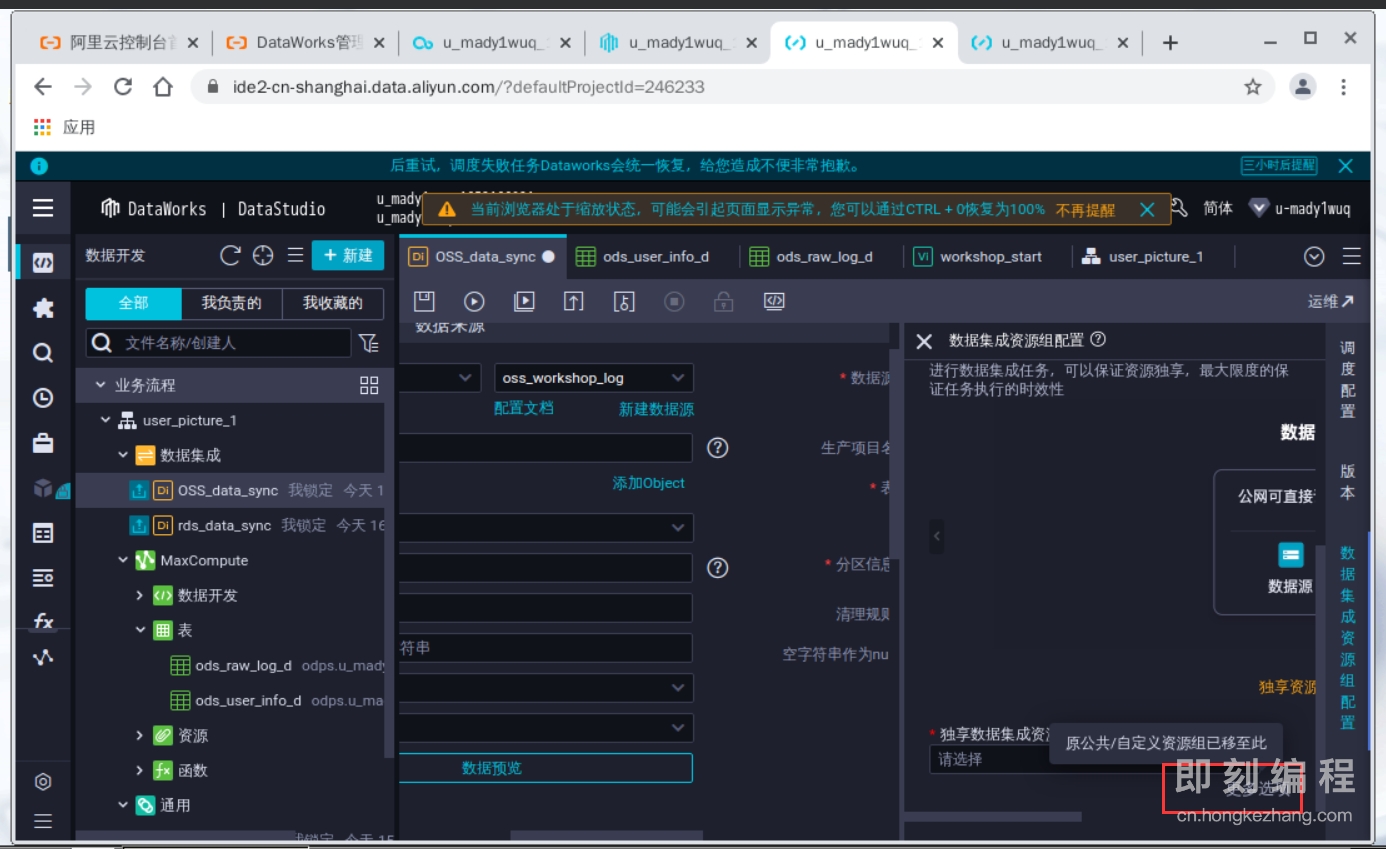 阿里云控制台首
DataWorks管理
u_mady1wuq_
u_mady1wuq_
u_mady1wuq_
u_mady1wuq_
ide2-cn-shanghai.data.aliyun.com/?defaultProjectId=246233
应用
后重试，调度失败任务Dataworks会统一恢复，给您造成不便非常抱歉。
三小时后提醒
DataWorks | DataStudio
u_mady
u_mady
当前浏览器处于缩放状态，可能会引起页面显示异常，您可以通过CTRL + 0恢复为100% 不再提醒
简体
u-mady1wuq
数据开发
+ 新建
Di OSS_data_sync
ods_user_info_d
ods_raw_log_d
VI workshop_start
user_picture_1
全部
我负责的
我收藏的
运维
文件名称/创建人
数据来源
数据集成资源组配置
业务流程
oss_workshop_log
* 数据源
进行数据集成任务，可以保证资源独享，最大限度的保
证任务执行的时效性
配置文档
新建数据源
user_picture_1
数据
数据集成
生产项目名
添加Object
* 表
Di OSS_data_sync 我锁定 今天 1
公网可直接
Di rds_data_sync 我锁定 今天 16
MaxCompute
* 分区信息
数据开发
数据源
清理规则
表
符串
空字符串作为nu
ods_raw_log_d odps.u_mady
独享资源
ods_user_info_d odps.u_ma
资源
* 独享数据集成资
原公共/自定义资源组已移至此
请选择
函数
数据预览
更多选项
通用
我锁定 今天 15
调度配置
版本
数据集成资源组配置
即刻编程
cn.hongkezhang.com